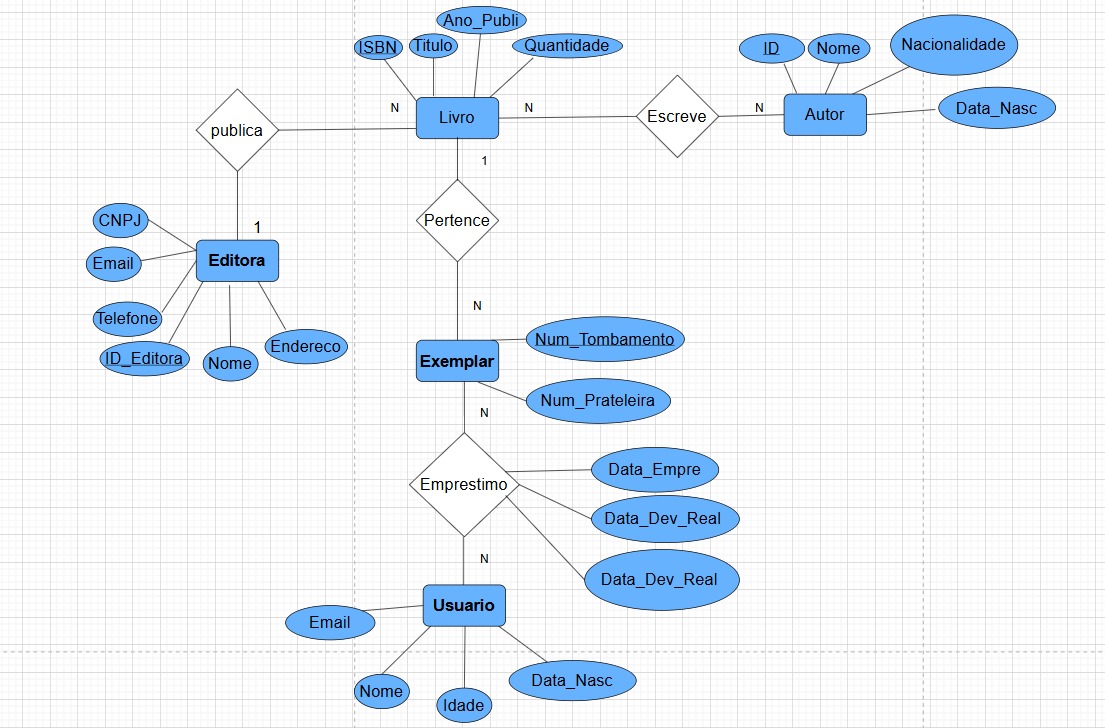 Ano_Publi
ISBN
Titulo
Quantidade
ID
Nome
Nacionalidade
Data_Nasc
N
Livro
N
Escreve
N
Autor
publica
1
Pertence
CNPJ
1
Email
Editora
Telefone
ID_Editora
Nome
Endereco
N
Exemplar
Num_Tombamento
Num_Prateleira
N
Emprestimo
Data_Empre
Data_Dev_Real
Data_Dev_Real
N
Usuario
Email
Nome
Idade
Data_Nasc